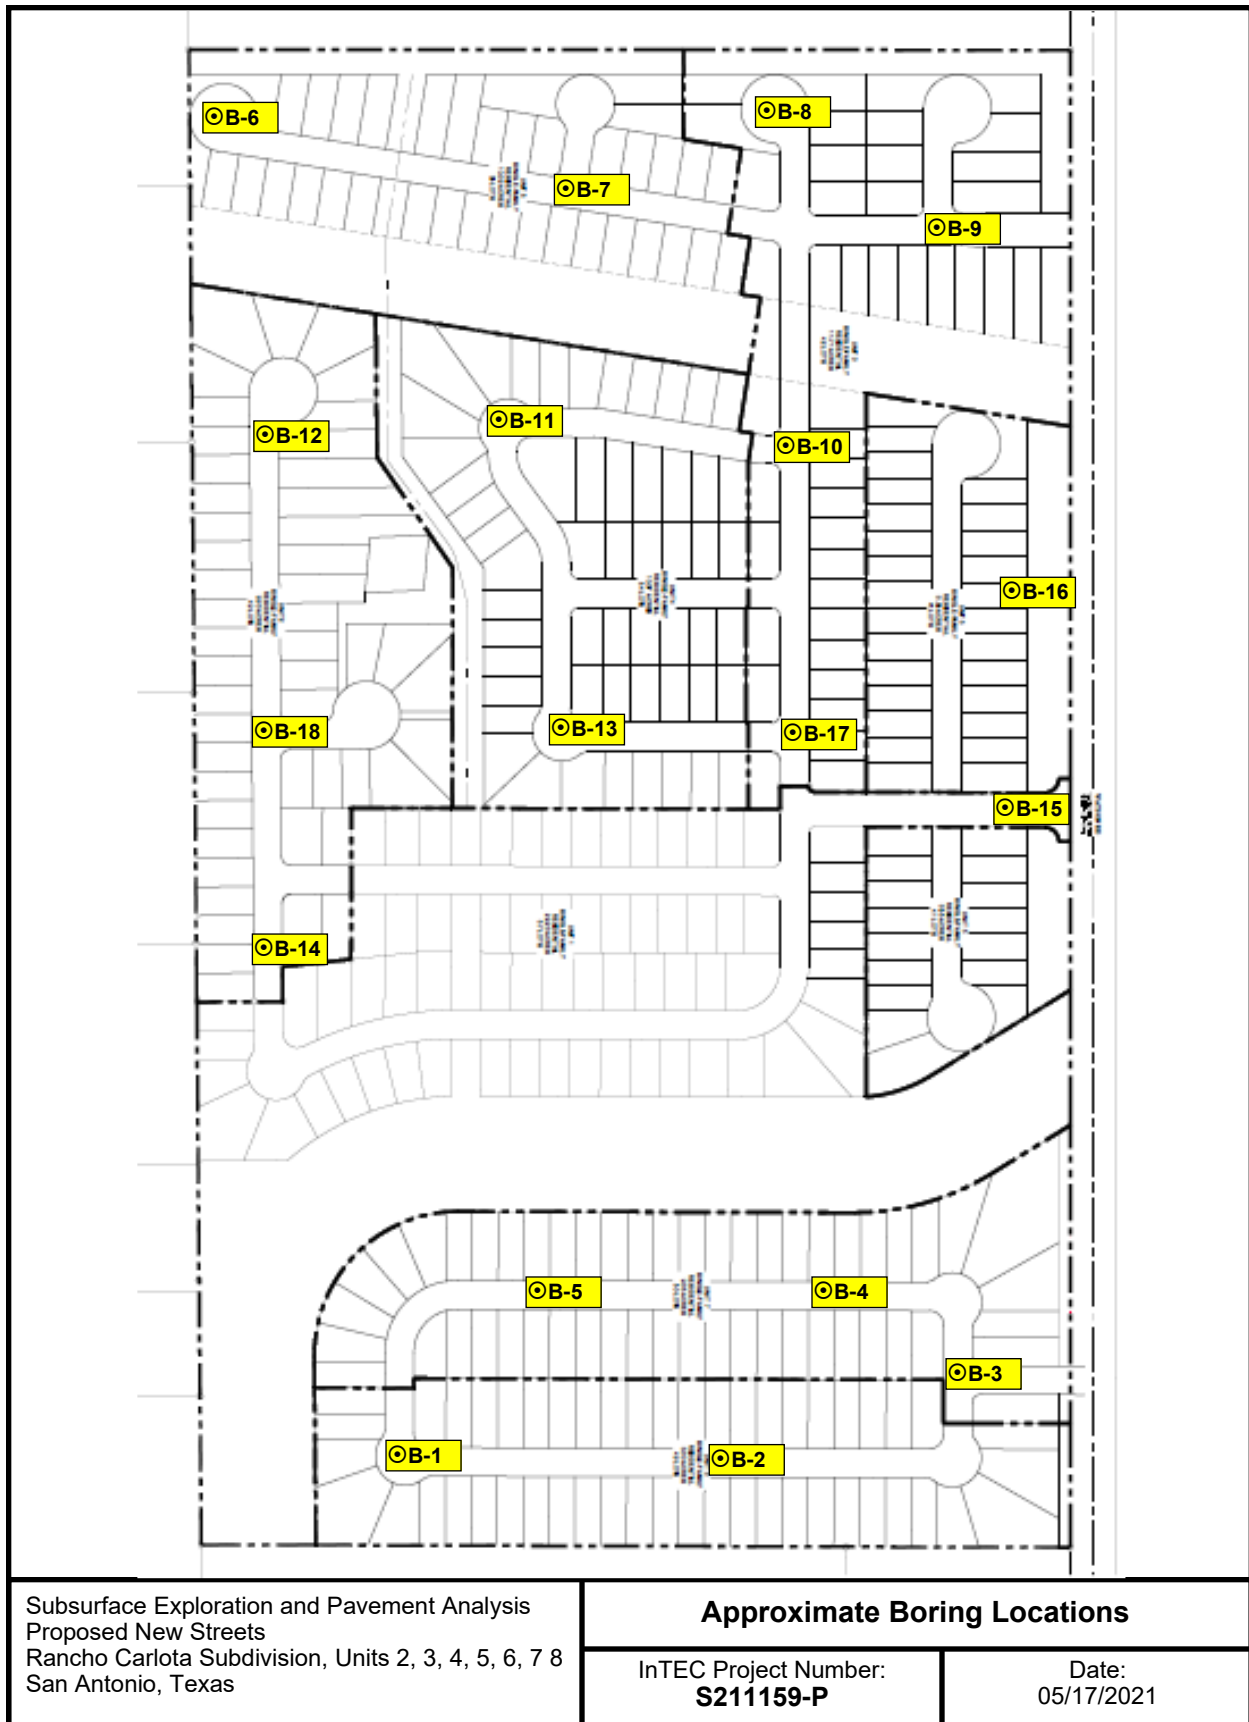 B-6
B-7
B-8
B-9
B-12
B-11
B-10
B-16
B-18
B-13
B-17
B-15
B-14
B-5
B-4
B-3
B-1
B-2
Subsurface Exploration and Pavement Analysis
Proposed New Streets
Rancho Carlota Subdivision, Units 2, 3, 4, 5, 6, 7 8
San Antonio, Texas
Approximate Boring Locations
InTEC Project Number:
S211159-P
Date:
05/17/2021